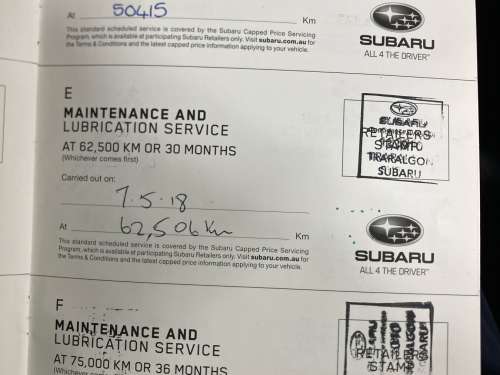 At 50415 Km
This standard scheduled service is covered by the Subaru Capped Price Servicing
Program, which is available at participating Subaru Retailers only. Visit subaru.com.au for
the Terms & Conditions and the latest capped price information applying to your vehicle.
SUBARU
ALL 4 THE DRIVER™
E
MAINTENANCE AND
LUBRICATION SERVICE
AT 62,500 KM OR 30 MONTHS
(Whichever comes first)
SUBARU
RETAILERS
STAMP
TRARALGON
SUBARU
Carried out on:
7.5.18
At 62,506 Km Km
This standard scheduled service is covered by the Subaru Capped Price Servicing
Program, which is available at participating Subaru Retailers only. Visit subaru.com.au for
the Terms & Conditions and the latest capped price information applying to your vehicle.
SUBARU
ALL 4 THE DRIVER™
F
MAINTENANCE AND
LUBRICATION SERVICE
AT 75,000 KM OR 36 MONTHS
RETAILERS
STAMP